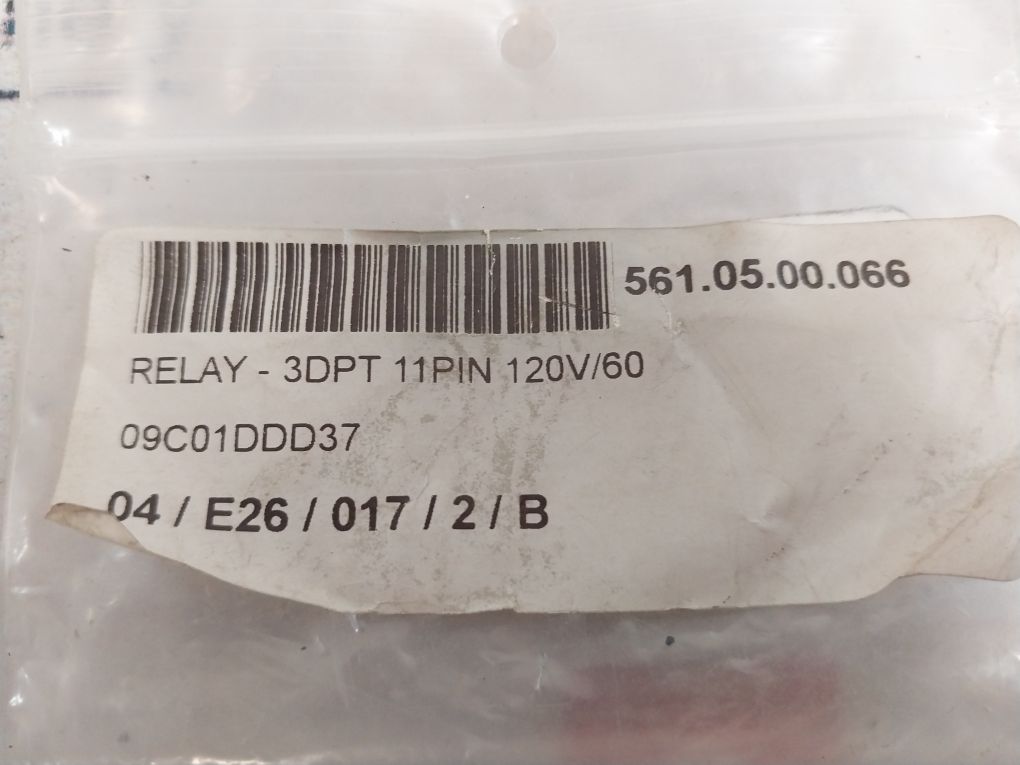 561.05.00.066
RELAY - 3DPT 11PIN 120V/60
09C01DDD37
04 / E26 / 017 / 2 / B